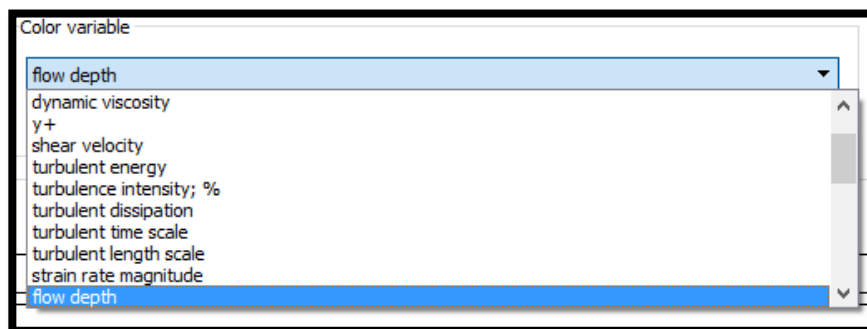 Color variable
flow depth
dynamic viscosity
y+
shear velocity
turbulent energy
turbulence intensity; %
turbulent dissipation
turbulent time scale
turbulent length scale
strain rate magnitude
flow depth